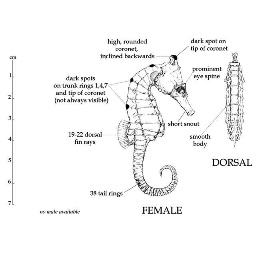 high, rounded
coronet,
inclined backwards
dark spot on
tip of coronet
cm
1
2
3
4
5
6
7
dark spots
on trunk rings 1,4,7
and tip of coronet
(not always visible)
prominent
eye spine
short snout
19-22 dorsal
fin rays
smooth
body
DORSAL
38 tail rings
no male available
FEMALE